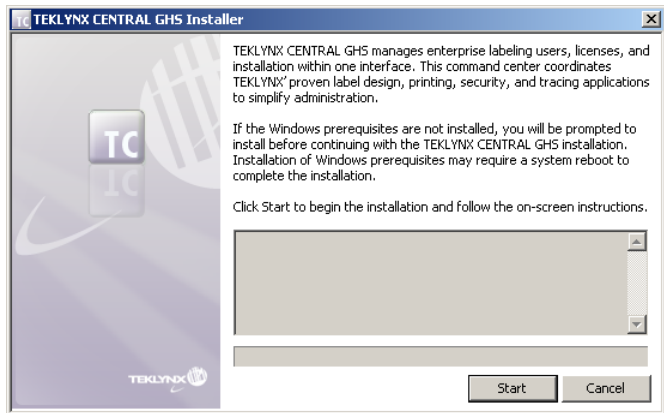 TC TEKLYNX CENTRAL GHS Installer
TEKLYNX CENTRAL GHS manages enterprise labeling users, licenses, and
installation within one interface. This command center coordinates
TEKLYNX' proven label design, printing, security, and tracing applications
to simplify administration.
If the Windows prerequisites are not installed, you will be prompted to
install before continuing with the TEKLYNX CENTRAL GHS installation.
Installation of Windows prerequisites may require a system reboot to
complete the installation.
TC
Click Start to begin the installation and follow the on-screen instructions.
TEKLYNX
Start Cancel